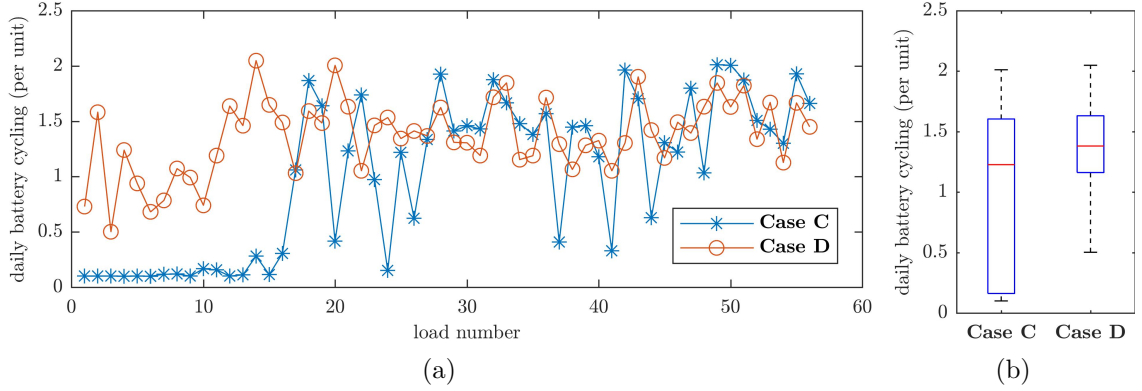 daily battery cycling (per unit)
2.5
2
1.5
1
0.5
0
0
10
20
30
40
50
60
load number
Case C
Case D
(a)
daily battery cycling (per unit)
2.5
2
1.5
1
0.5
0
Case C Case D
(b)